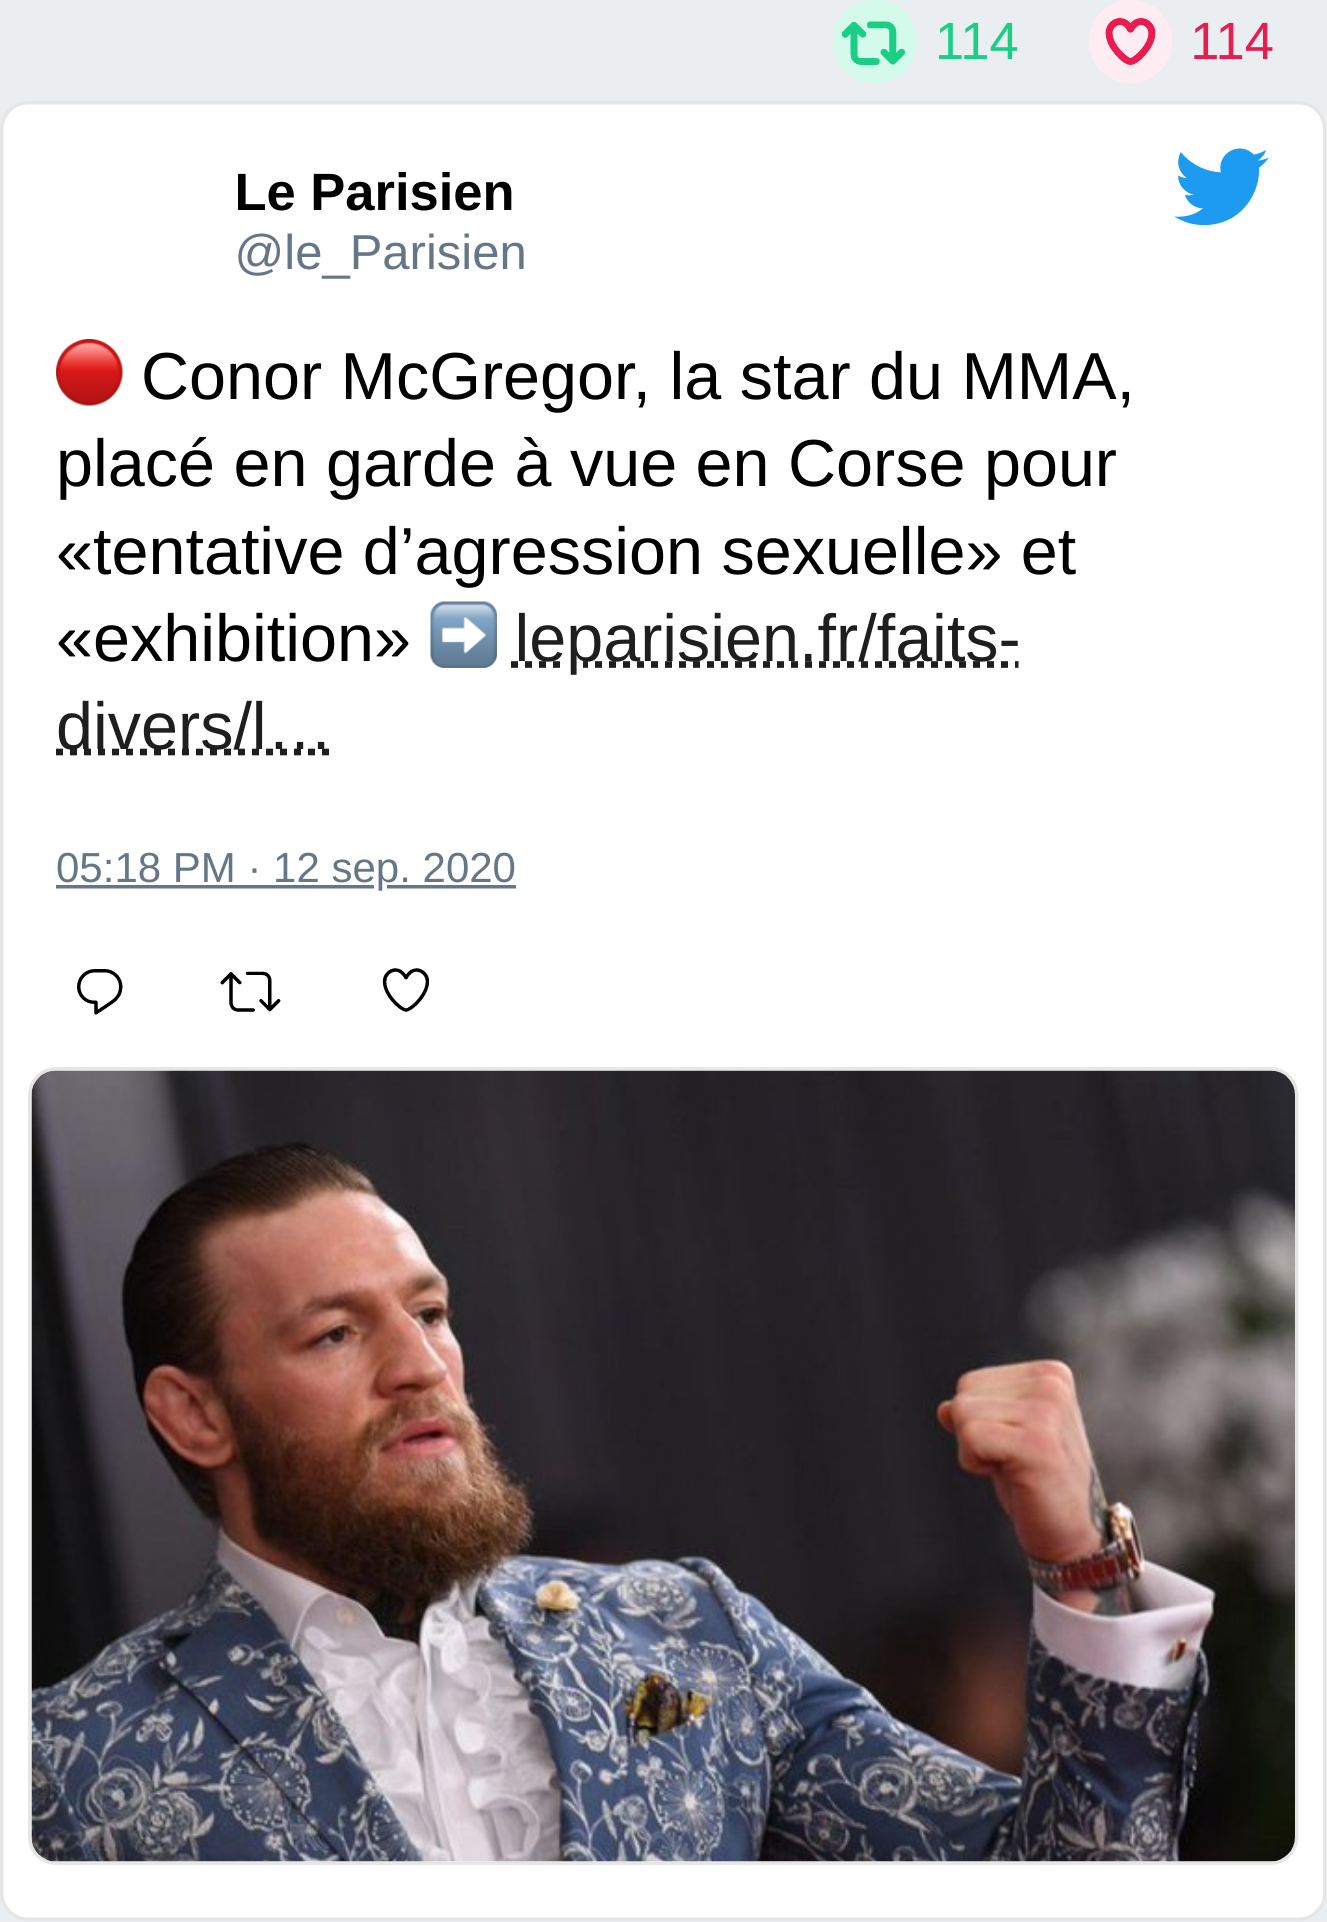 114 114
Le Parisien
@le_Parisien
🔴 Conor McGregor, la star du MMA,
placé en garde à vue en Corse pour
«tentative d’agression sexuelle» et
«exhibition» ➡️ leparisien.fr/faits-
divers/l…
05:18 PM · 12 sep. 2020